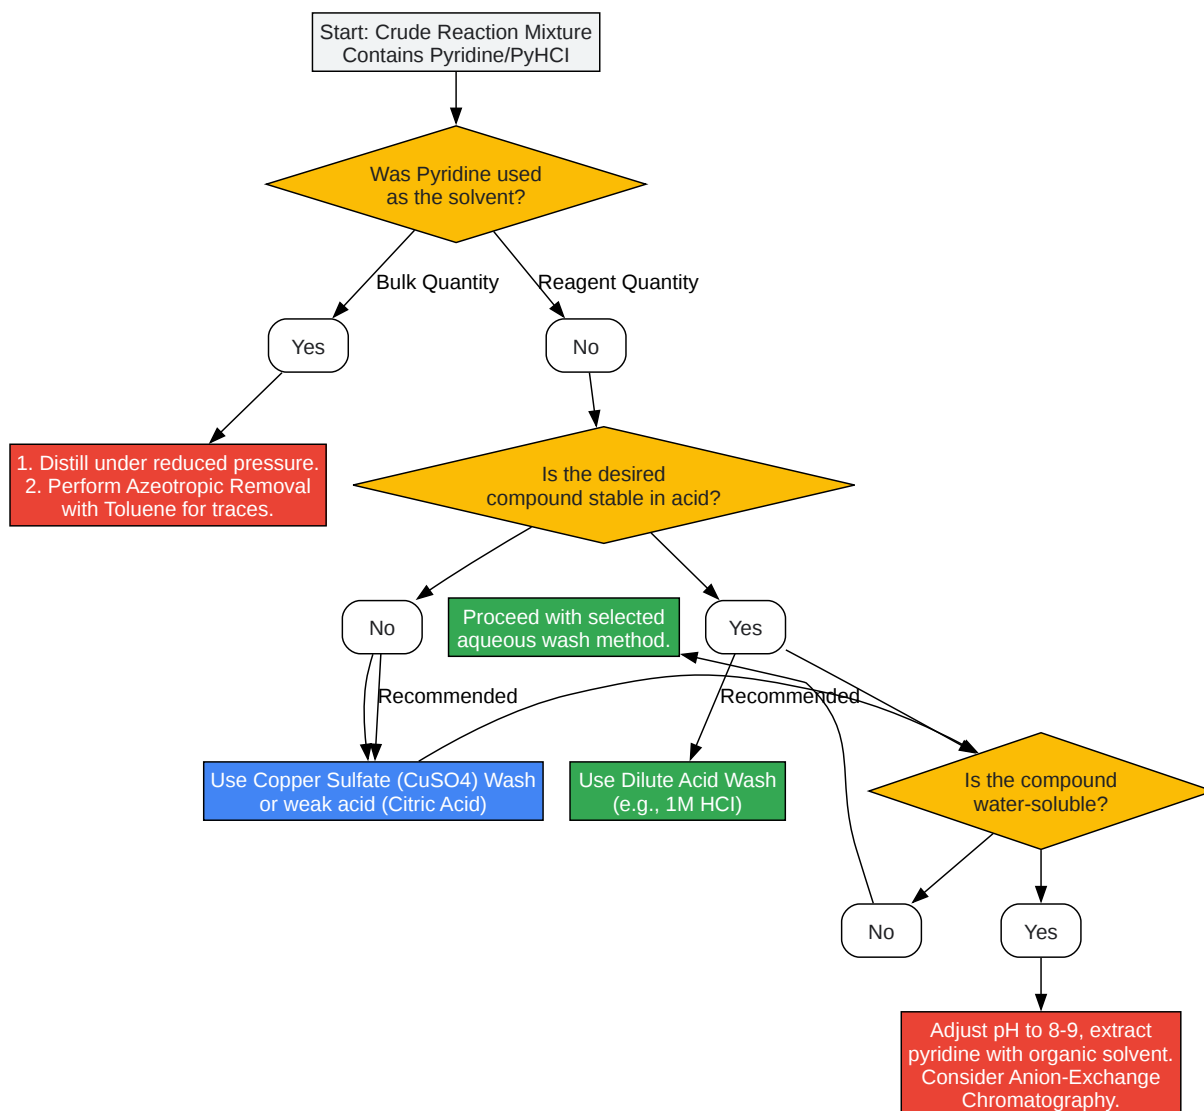 Start: Crude Reaction Mixture
Contains Pyridine/PyHCl
Was Pyridine used
as the solvent?
Bulk Quantity
Reagent Quantity
Yes
No
1. Distill under reduced pressure.
2. Perform Azeotropic Removal
with Toluene for traces.
Is the desired
compound stable in acid?
No
Proceed with selected
aqueous wash method.
Yes
Recommended
Recommended
Use Copper Sulfate (CuSO4) Wash
or weak acid (Citric Acid)
Use Dilute Acid Wash
(e.g., 1M HCl)
Is the compound
water-soluble?
No
Yes
Adjust pH to 8-9, extract
pyridine with organic solvent.
Consider Anion-Exchange
Chromatography.